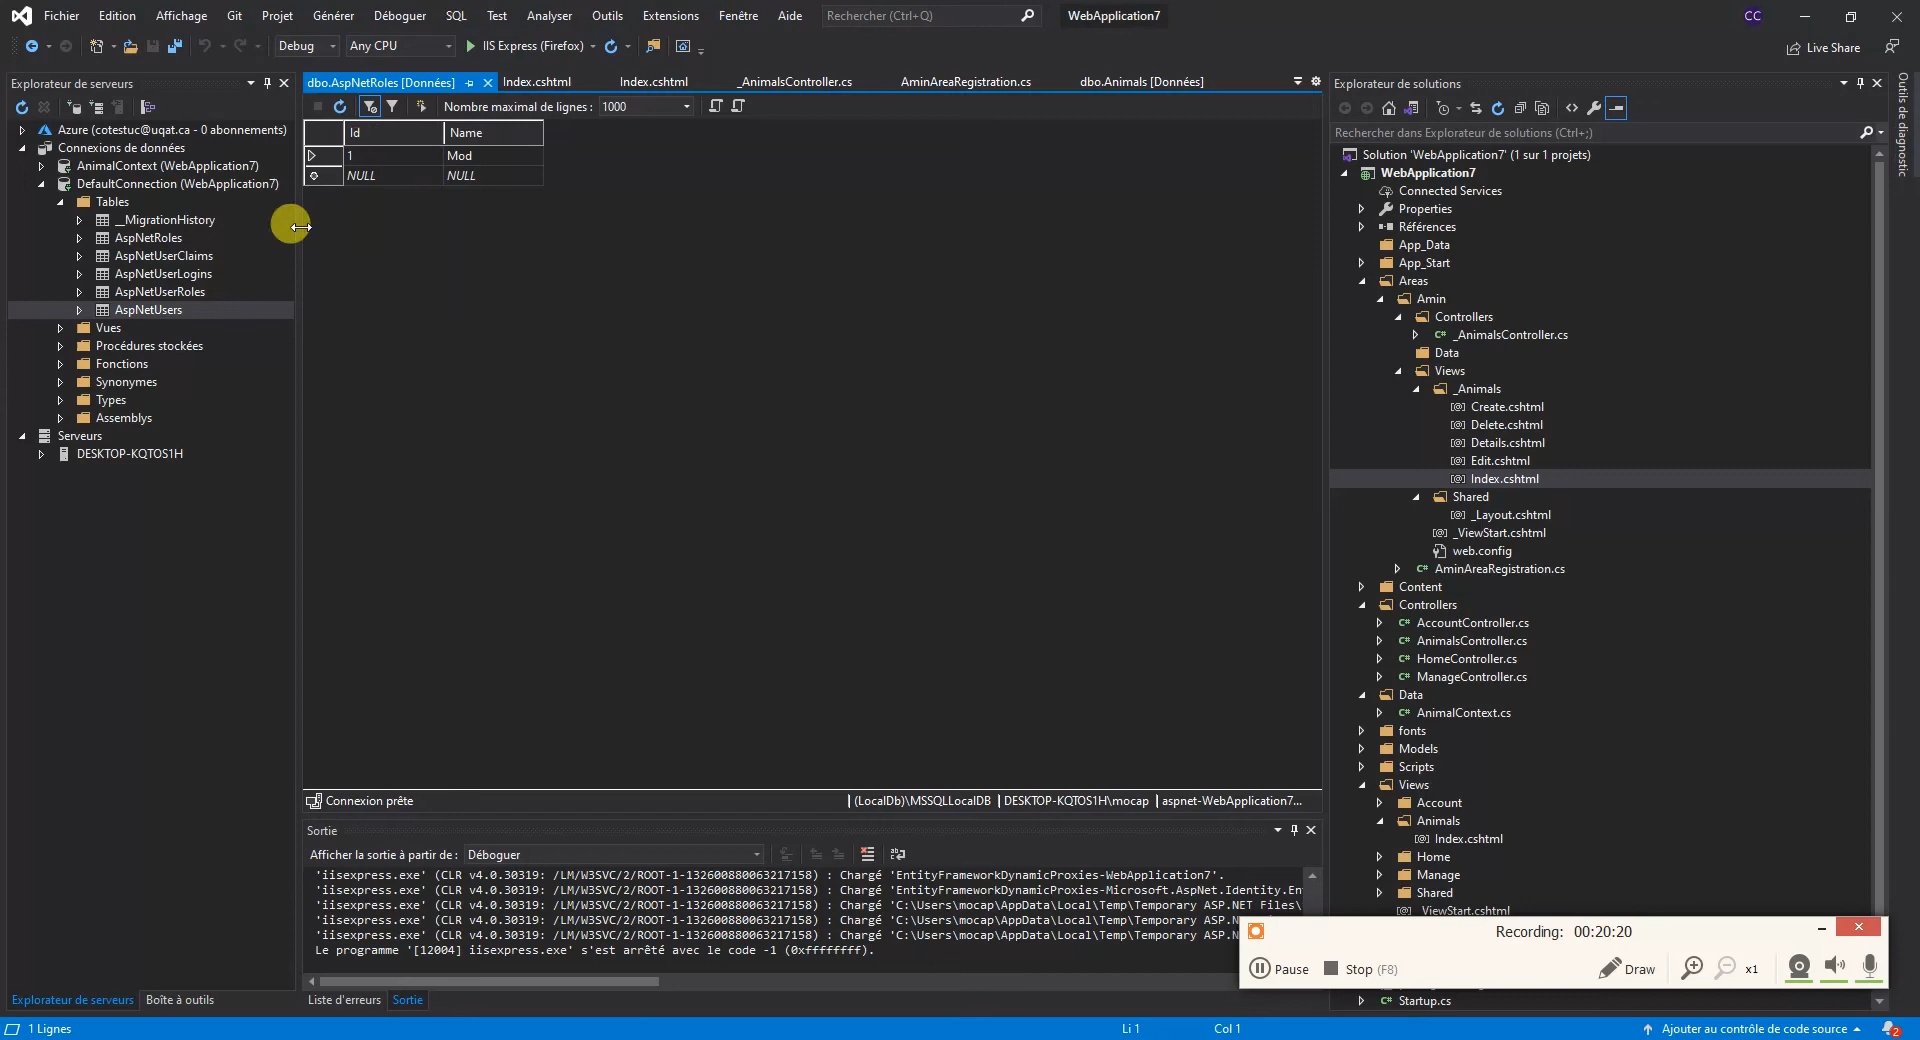 Fichier Edition Affichage Git Projet Générer Déboguer SQL Test Analyser Outils Extensions Fenêtre Aide Rechercher (Ctrl+Q) WebApplication7 CC
Debug Any CPU IIS Express (Firefox) Live Share
Explorateur de serveurs
Azure (cotestuc@uqat.ca - 0 abonnements)
Connexions de données
AnimalContext (WebApplication7)
DefaultConnection (WebApplication7)
Tables
__MigrationHistory
AspNetRoles
AspNetUserClaims
AspNetUserLogins
AspNetUserRoles
AspNetUsers
Vues
Procédures stockées
Fonctions
Synonymes
Types
Assemblys
Serveurs
DESKTOP-KQTOS1H
Explorateur de serveurs Boîte à outils
dbo.AspNetRoles [Données] Index.cshtml Index.cshtml _AnimalsController.cs AminAreaRegistration.cs dbo.Animals [Données]
Nombre maximal de lignes : 1000
Id Name
1 Mod
NULL NULL
Connexion prête (LocalDb)\MSSQLLocalDB DESKTOP-KQTOS1H\mocap aspnet-WebApplication7...
Sortie
Afficher la sortie à partir de : Déboguer
'iisexpress.exe' (CLR v4.0.30319: /LM/W3SVC/2/ROOT-1-132600880063217158) : Chargé 'EntityFrameworkDynamicProxies-WebApplication7'.
'iisexpress.exe' (CLR v4.0.30319: /LM/W3SVC/2/ROOT-1-132600880063217158) : Chargé 'EntityFrameworkDynamicProxies-Microsoft.AspNet.Identity.En
'iisexpress.exe' (CLR v4.0.30319: /LM/W3SVC/2/ROOT-1-132600880063217158) : Chargé 'C:\Users\mocap\AppData\Local\Temp\Temporary ASP.NET Files\
'iisexpress.exe' (CLR v4.0.30319: /LM/W3SVC/2/ROOT-1-132600880063217158) : Chargé 'C:\Users\mocap\AppData\Local\Temp\Temporary ASP.N
'iisexpress.exe' (CLR v4.0.30319: /LM/W3SVC/2/ROOT-1-132600880063217158) : Chargé 'C:\Users\mocap\AppData\Local\Temp\Temporary ASP.N
Le programme '[12004] iisexpress.exe' s'est arrêté avec le code -1 (0xffffffff).
Liste d'erreurs Sortie
Explorateur de solutions
Rechercher dans Explorateur de solutions (Ctrl+;)
Solution 'WebApplication7' (1 sur 1 projets)
WebApplication7
Connected Services
Properties
Références
App_Data
App_Start
Areas
Amin
Controllers
_AnimalsController.cs
Data
Views
_Animals
Create.cshtml
Delete.cshtml
Details.cshtml
Edit.cshtml
Index.cshtml
Shared
_Layout.cshtml
_ViewStart.cshtml
web.config
AminAreaRegistration.cs
Content
Controllers
AccountController.cs
AnimalsController.cs
HomeController.cs
ManageController.cs
Data
AnimalContext.cs
fonts
Models
Scripts
Views
Account
Animals
Index.cshtml
Home
Manage
Shared
_ViewStart.cshtml
Startup.cs
Outils de diagnostic
Recording: 00:20:20
Pause Stop (F8) Draw x1
1 Lignes Li 1 Col 1 Ajouter au contrôle de code source 2